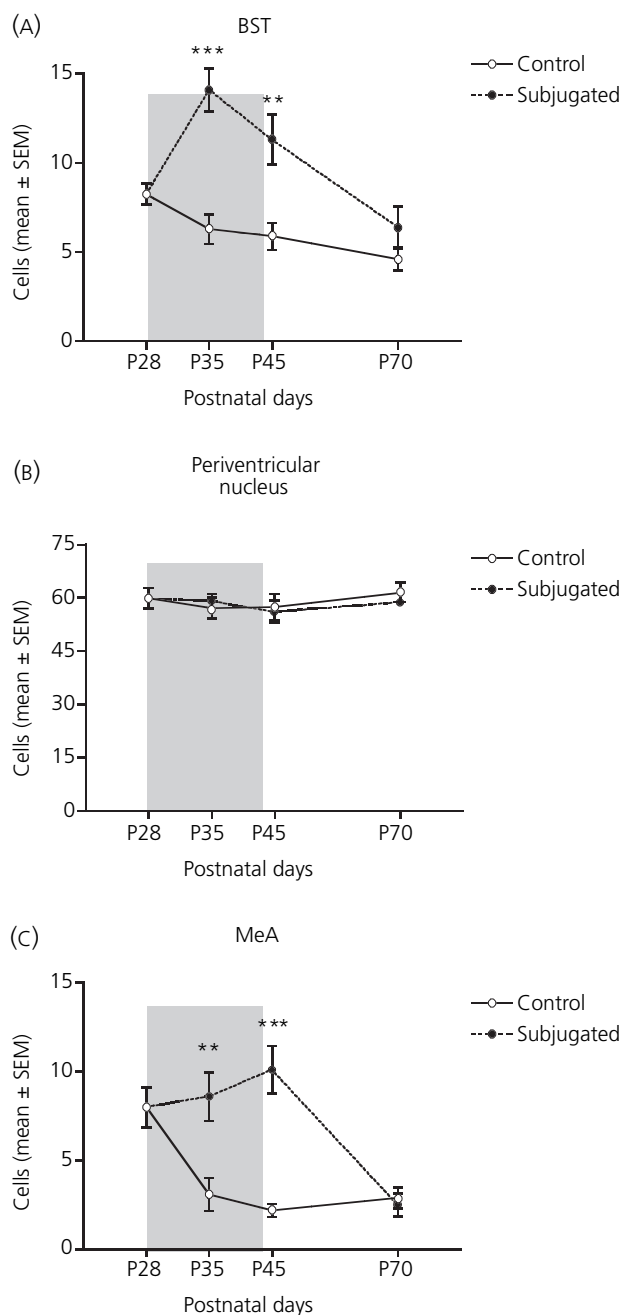 (A)
BST
***
**
15
10
5
0
Cells (mean ± SEM)
P28 P35 P45 P70
Postnatal days
Control
Subjugated
(B)
Periventricular
nucleus
75
60
45
30
15
0
Cells (mean ± SEM)
P28 P35 P45 P70
Postnatal days
Control
Subjugated
(C)
MeA
***
**
15
10
5
0
Cells (mean ± SEM)
P28 P35 P45 P70
Postnatal days
Control
Subjugated